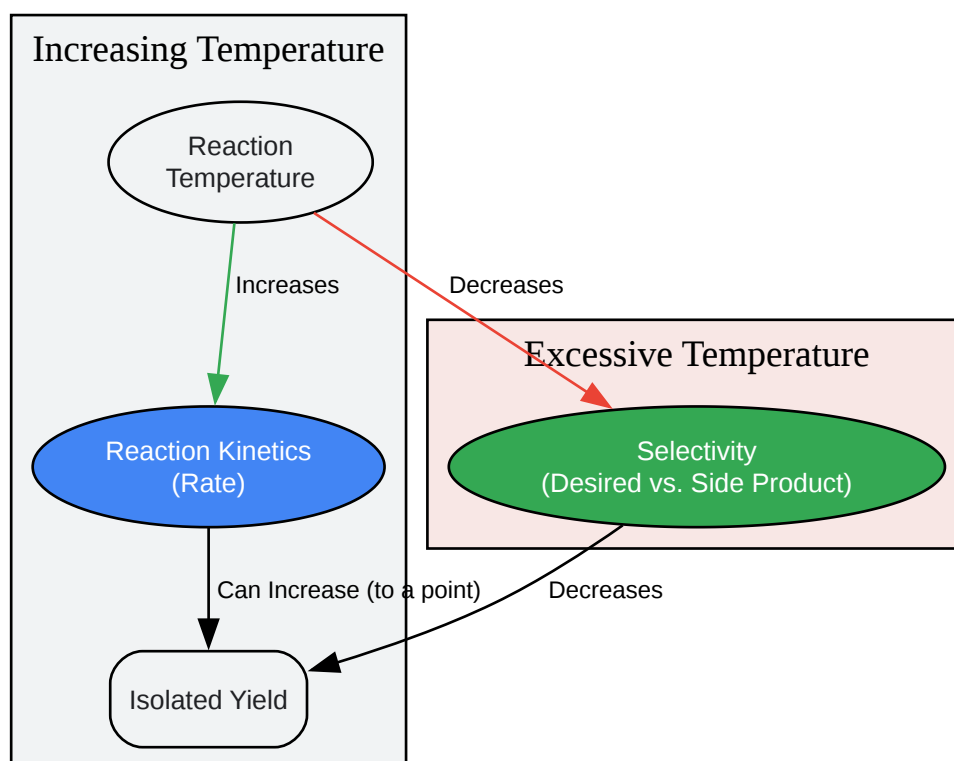 Increasing Temperature
Reaction
Temperature
Increases
Decreases
Excessive Temperature
Reaction Kinetics
(Rate)
Selectivity
(Desired vs. Side Product)
Can Increase (to a point)
Decreases
Isolated Yield